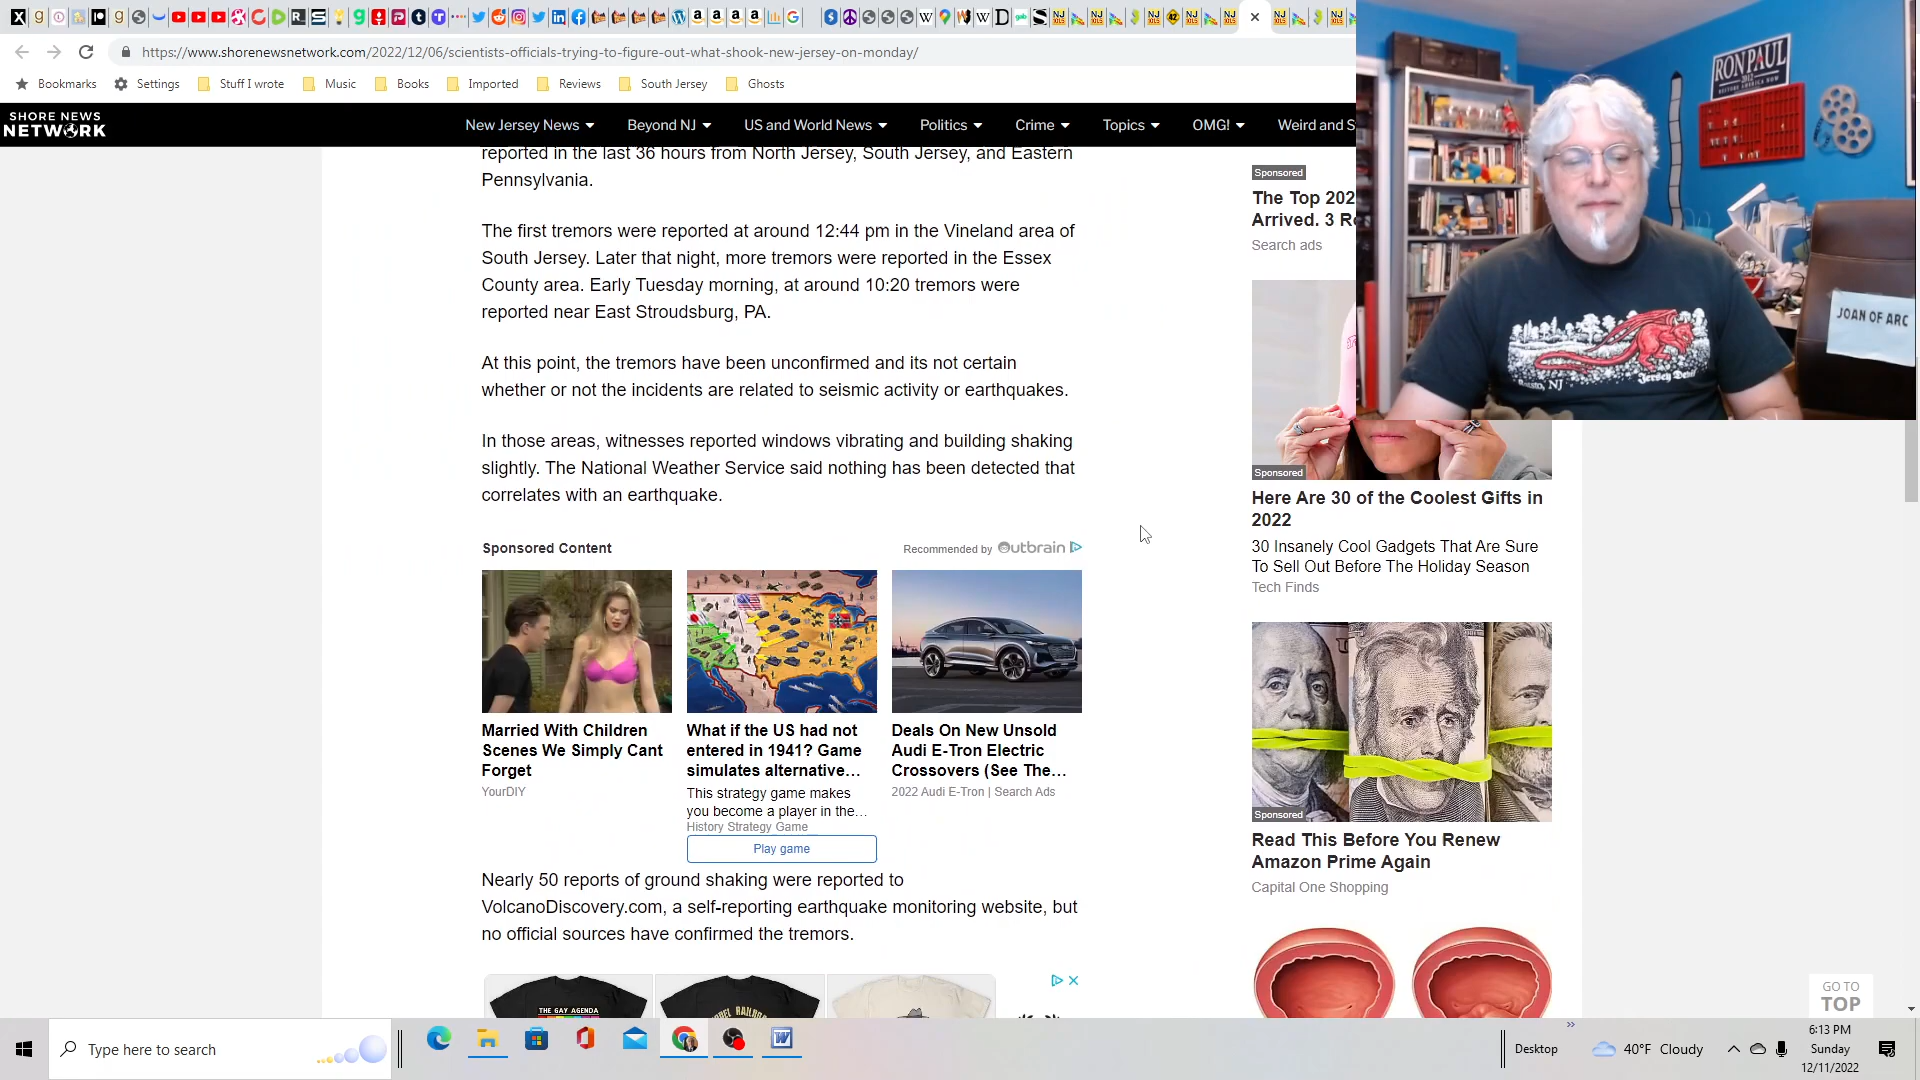 https://www.shorenewsnetwork.com/2022/12/06/scientists-officials-trying-to-figure-out-what-shook-new-jersey-on-monday/
Bookmarks Settings Stuff I wrote Music Books Imported Reviews South Jersey Ghosts
SHORE NEWS
NETWORK
New Jersey News Beyond NJ US and World News Politics Crime Topics OMG! Weird and S
reported in the last 36 hours from North Jersey, South Jersey, and Eastern
Pennsylvania.
The first tremors were reported at around 12:44 pm in the Vineland area of
South Jersey. Later that night, more tremors were reported in the Essex
County area. Early Tuesday morning, at around 10:20 tremors were
reported near East Stroudsburg, PA.
At this point, the tremors have been unconfirmed and its not certain
whether or not the incidents are related to seismic activity or earthquakes.
In those areas, witnesses reported windows vibrating and building shaking
slightly. The National Weather Service said nothing has been detected that
correlates with an earthquake.
Sponsored Content
Recommended by Outbrain
Married With Children
Scenes We Simply Cant
Forget
YourDIY
What if the US had not
entered in 1941? Game
simulates alternative...
This strategy game makes
you become a player in the...
History Strategy Game
Play game
Deals On New Unsold
Audi E-Tron Electric
Crossovers (See The...
2022 Audi E-Tron | Search Ads
Nearly 50 reports of ground shaking were reported to
VolcanoDiscovery.com, a self-reporting earthquake monitoring website, but
no official sources have confirmed the tremors.
THE GAY AGENDA
Sponsored
The Top 202
Arrived. 3 R
Search ads
Sponsored
Here Are 30 of the Coolest Gifts in
2022
30 Insanely Cool Gadgets That Are Sure
To Sell Out Before The Holiday Season
Tech Finds
Sponsored
Read This Before You Renew
Amazon Prime Again
Capital One Shopping
GO TO
TOP
RON PAUL
2012
JOAN OF ARC
NJ
Jersey Devil
Type here to search
Desktop
40°F Cloudy
6:13 PM
Sunday
12/11/2022